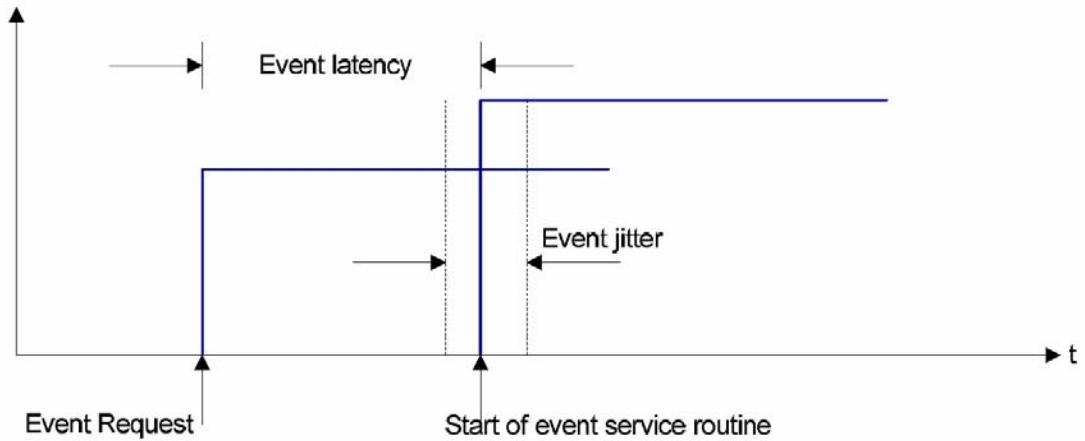 Event latency
Event jitter
t
Event Request
Start of event service routine